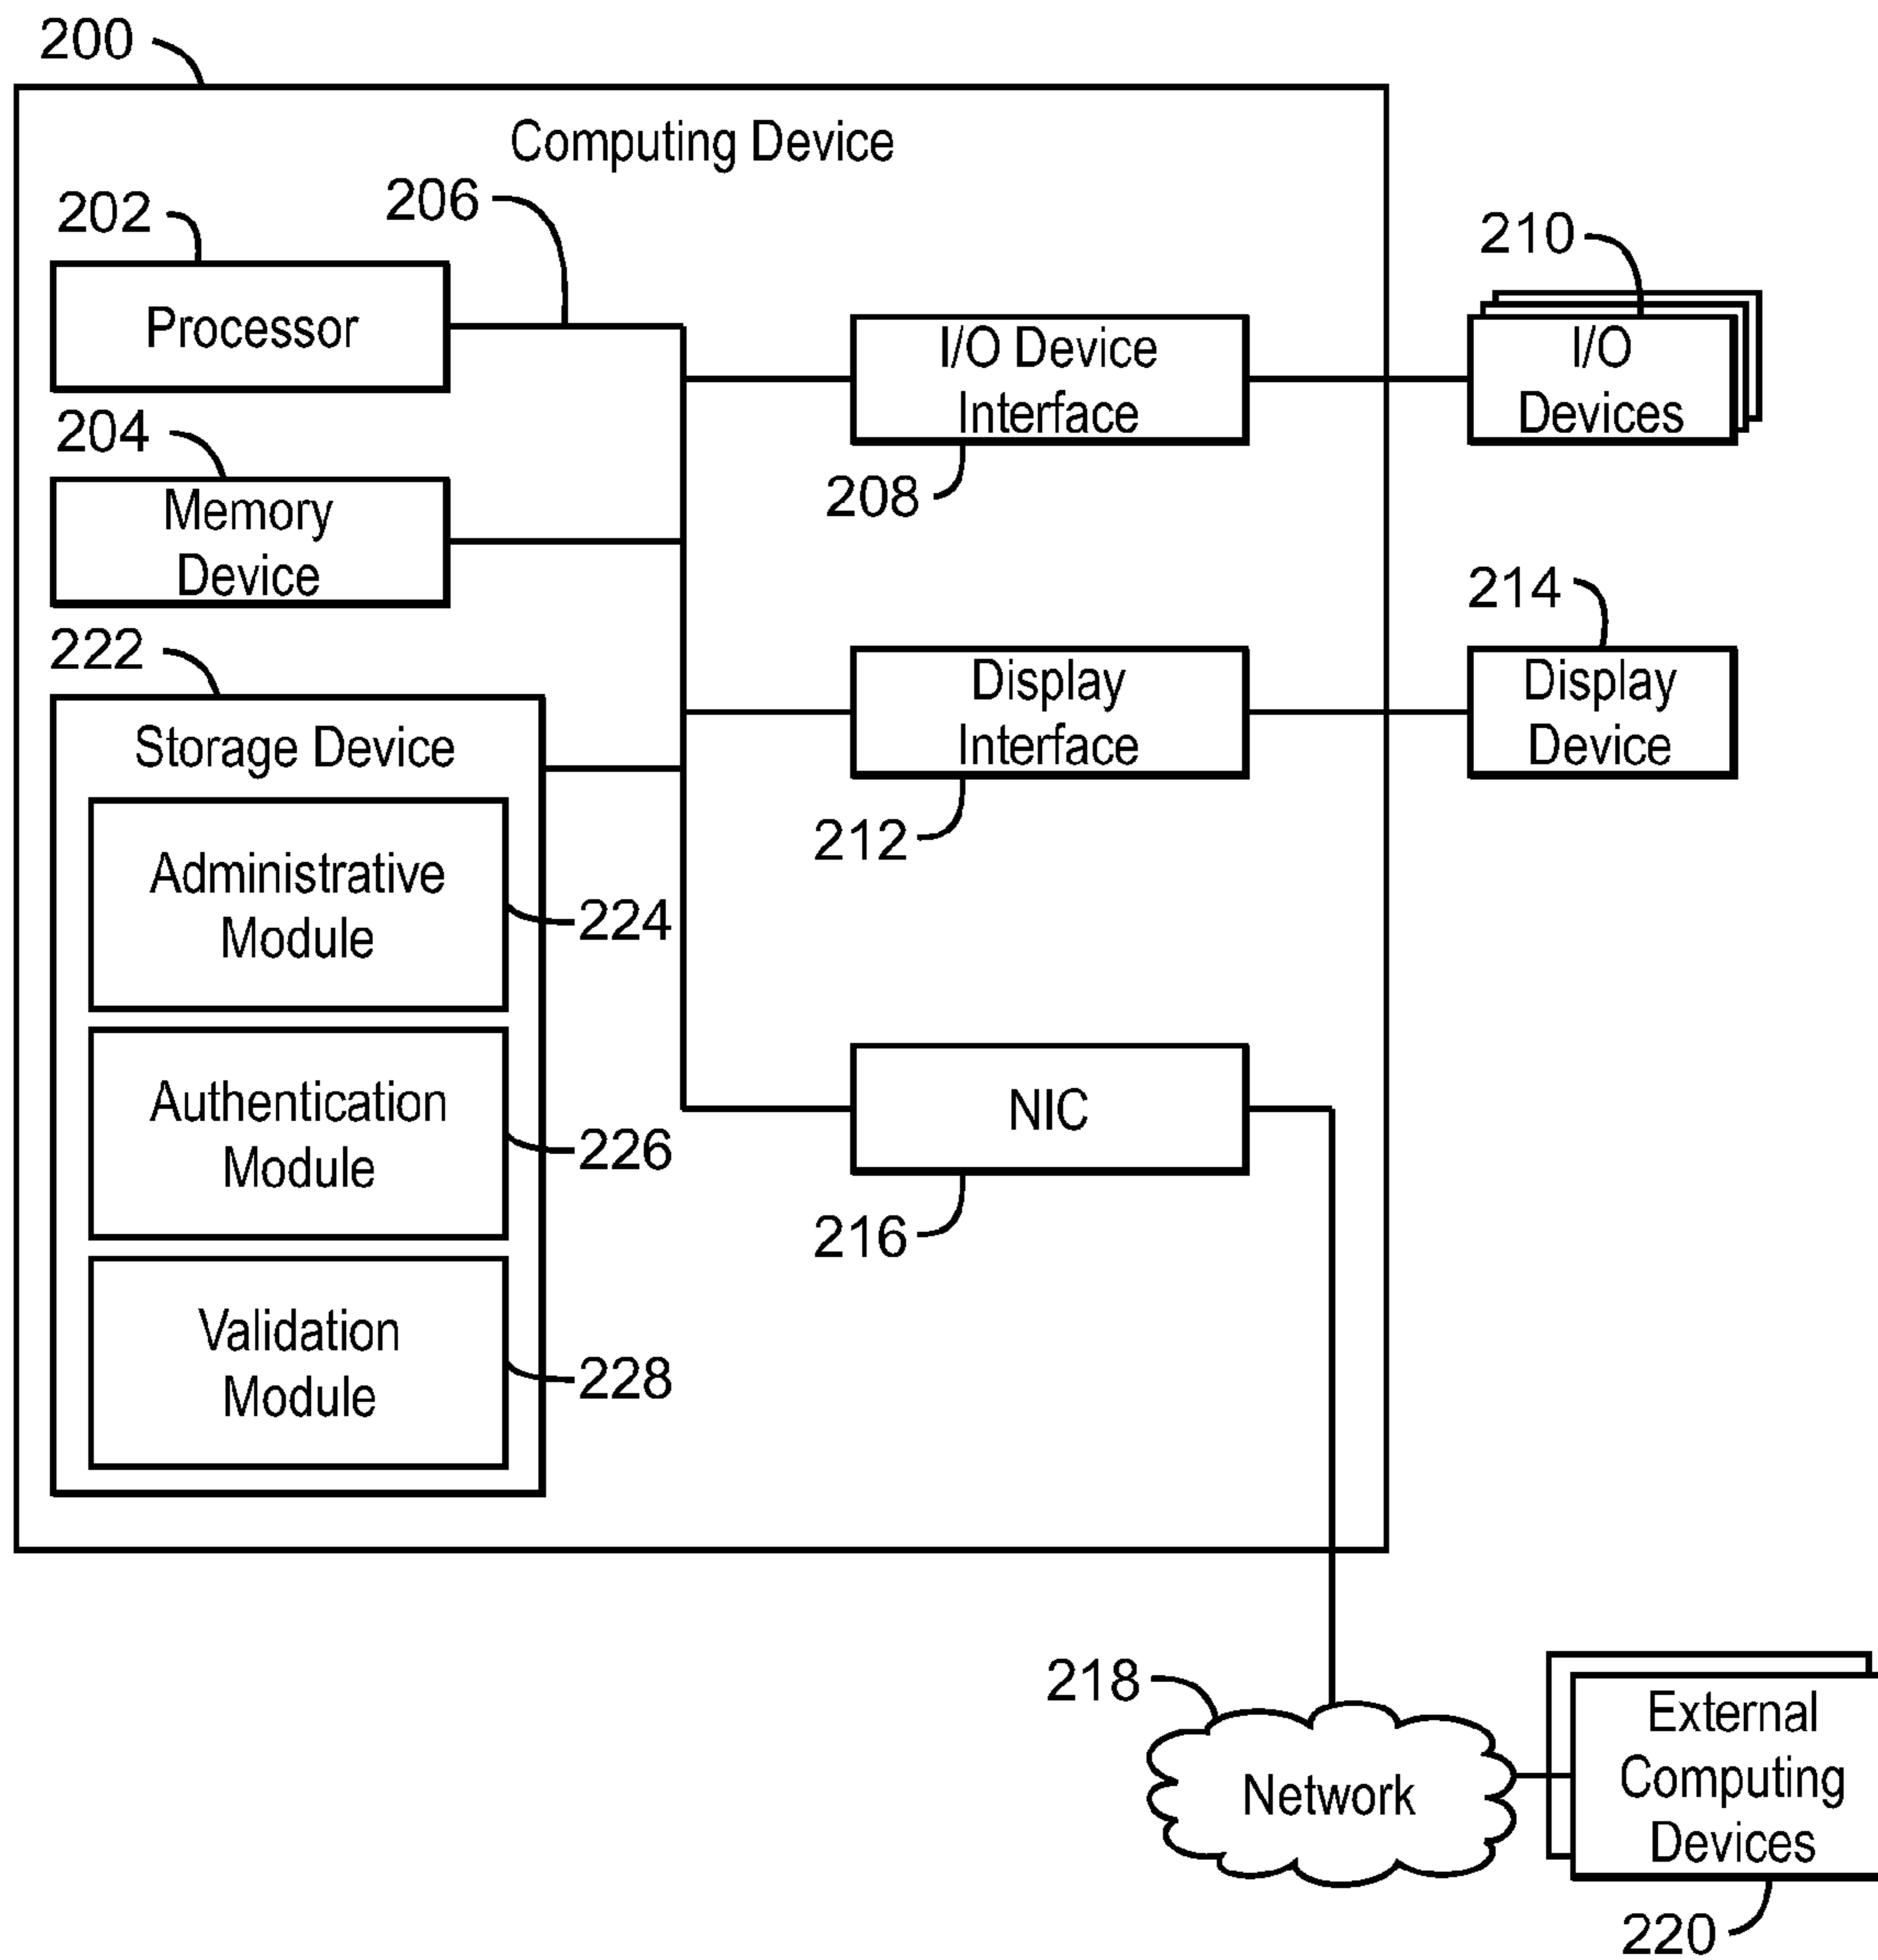 200
Computing Device
202
206
210
Processor
I/O Device
Interface
I/O
Devices
204
208
Memory
Device
214
222
Display
Interface
Display
Device
Storage Device
212
Administrative
Module
224
Authentication
Module
226
NIC
216
Validation
Module
228
218
Network
External
Computing
Devices
220